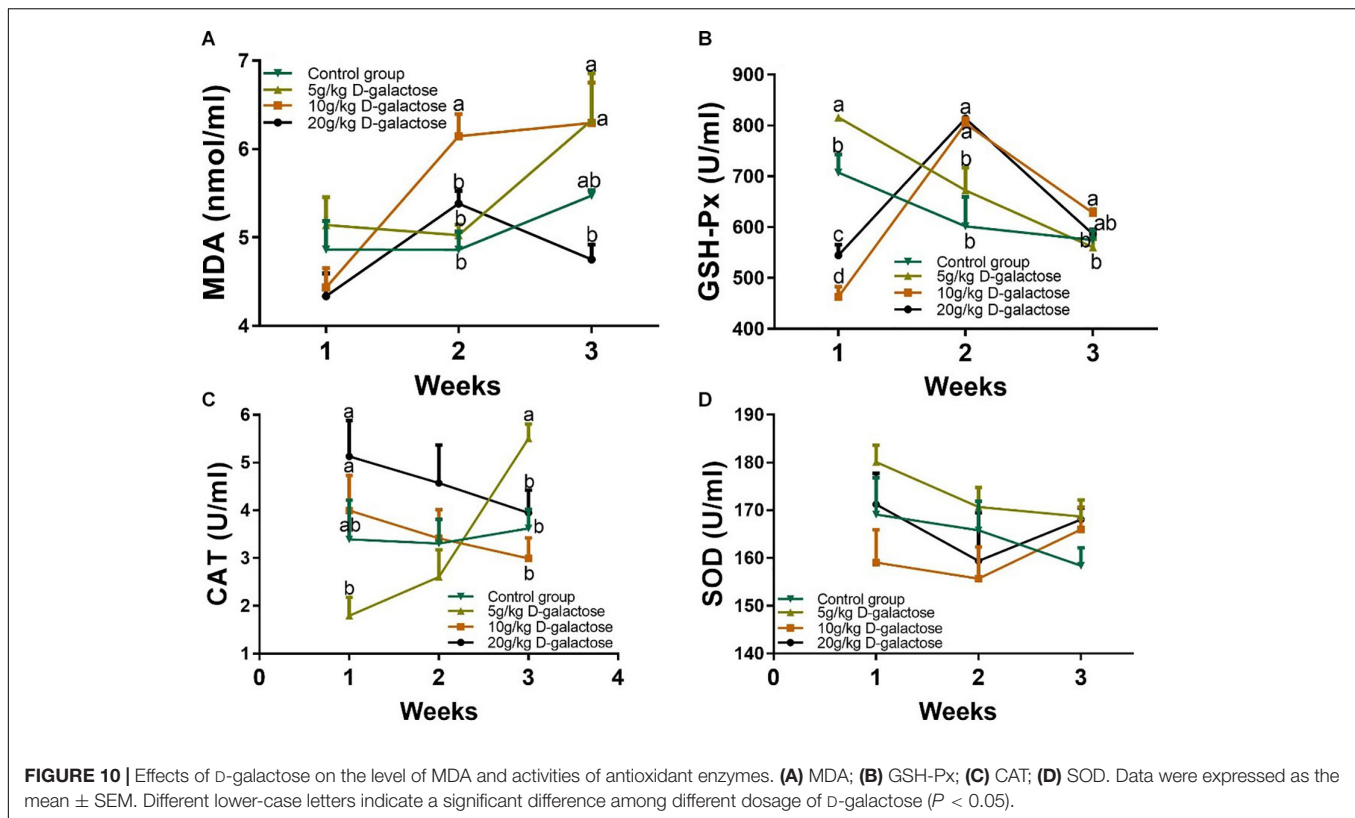 A
MDA (nmol/ml)
7
6
5
4
Control group
5g/kg D-galactose
10g/kg D-galactose
20g/kg D-galactose
a
a
a
b
b
b
ab
b
1
2
3
Weeks
B
GSH-Px (U/ml)
900
800
700
600
500
400
a
b
c
d
a
a
b
b
a
ab
b
b
Control group
5g/kg D-galactose
10g/kg D-galactose
20g/kg D-galactose
1
2
3
Weeks
C
CAT (U/ml)
6
5
4
3
2
1
a
a
ab
b
a
b
b
b
Control group
5g/kg D-galactose
10g/kg D-galactose
20g/kg D-galactose
0
1
2
3
4
Weeks
D
SOD (U/ml)
190
180
170
160
150
140
Control group
5g/kg D-galactose
10g/kg D-galactose
20g/kg D-galactose
0
1
2
3
Weeks
FIGURE 10 | Effects of D-galactose on the level of MDA and activities of antioxidant enzymes. (A) MDA; (B) GSH-Px; (C) CAT; (D) SOD. Data were expressed as the
mean ± SEM. Different lower-case letters indicate a significant difference among different dosage of D-galactose (P < 0.05).